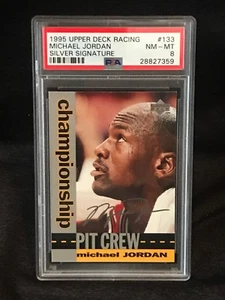 1995 UPPER DECK RACING #133
MICHAEL JORDAN NM-MT
SILVER SIGNATURE 8
PSA 28827359
championship
PIT CREW
michael JORDAN